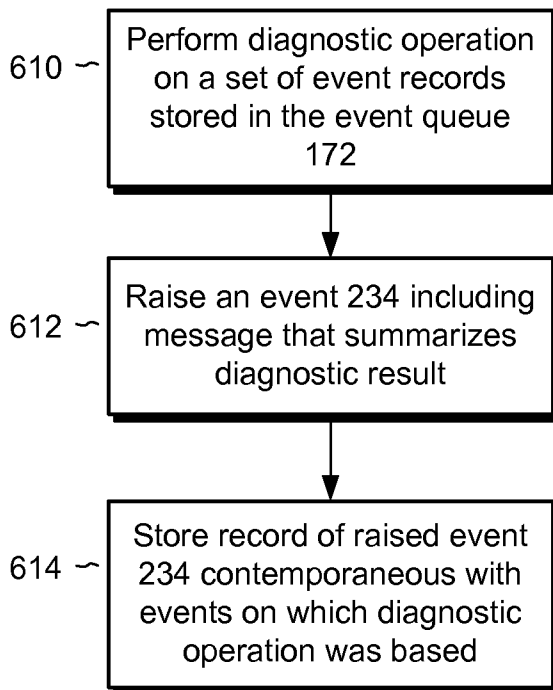 610 ~ Perform diagnostic operation
on a set of event records
stored in the event queue
172
612 ~ Raise an event 234 including
message that summarizes
diagnostic result
614 ~ Store record of raised event
234 contemporaneous with
events on which diagnostic
operation was based